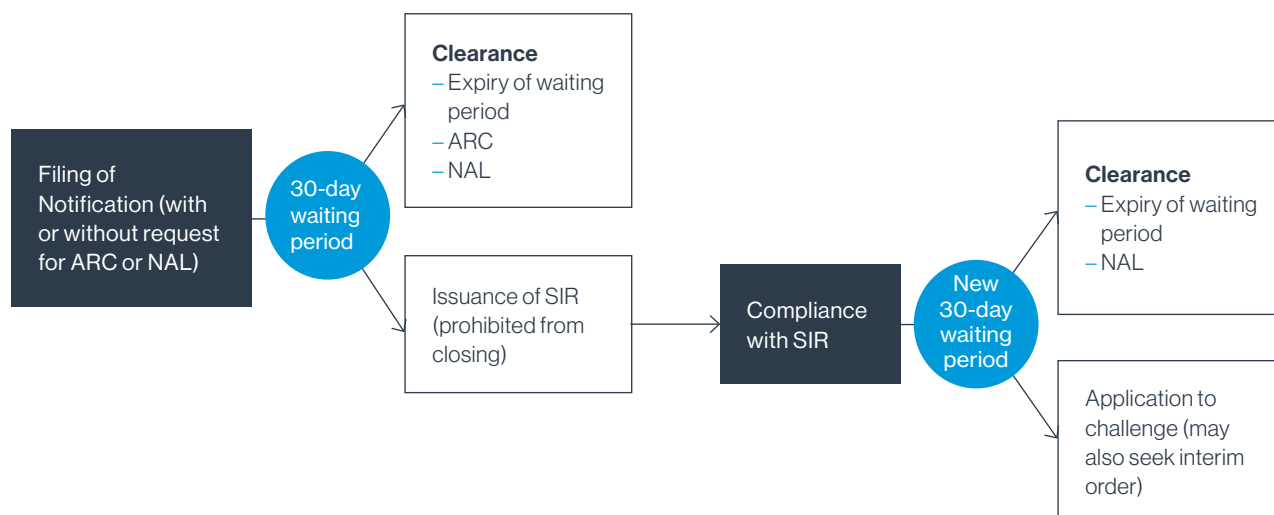 Filing of
Notification (with
or without request
for ARC or NAL)
30-day
waiting
period
Clearance
– Expiry of waiting
period
– ARC
– NAL
Issuance of SIR
(prohibited from
closing)
Compliance
with SIR
New
30-day
waiting
period
Clearance
– Expiry of waiting
period
– NAL
Application to
challenge (may
also seek interim
order)